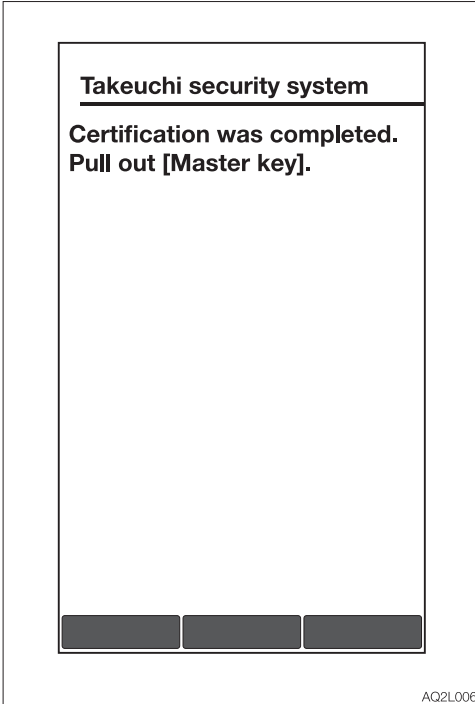 Takeuchi security system
Certification was completed.
Pull out [Master key].
AQ2L006